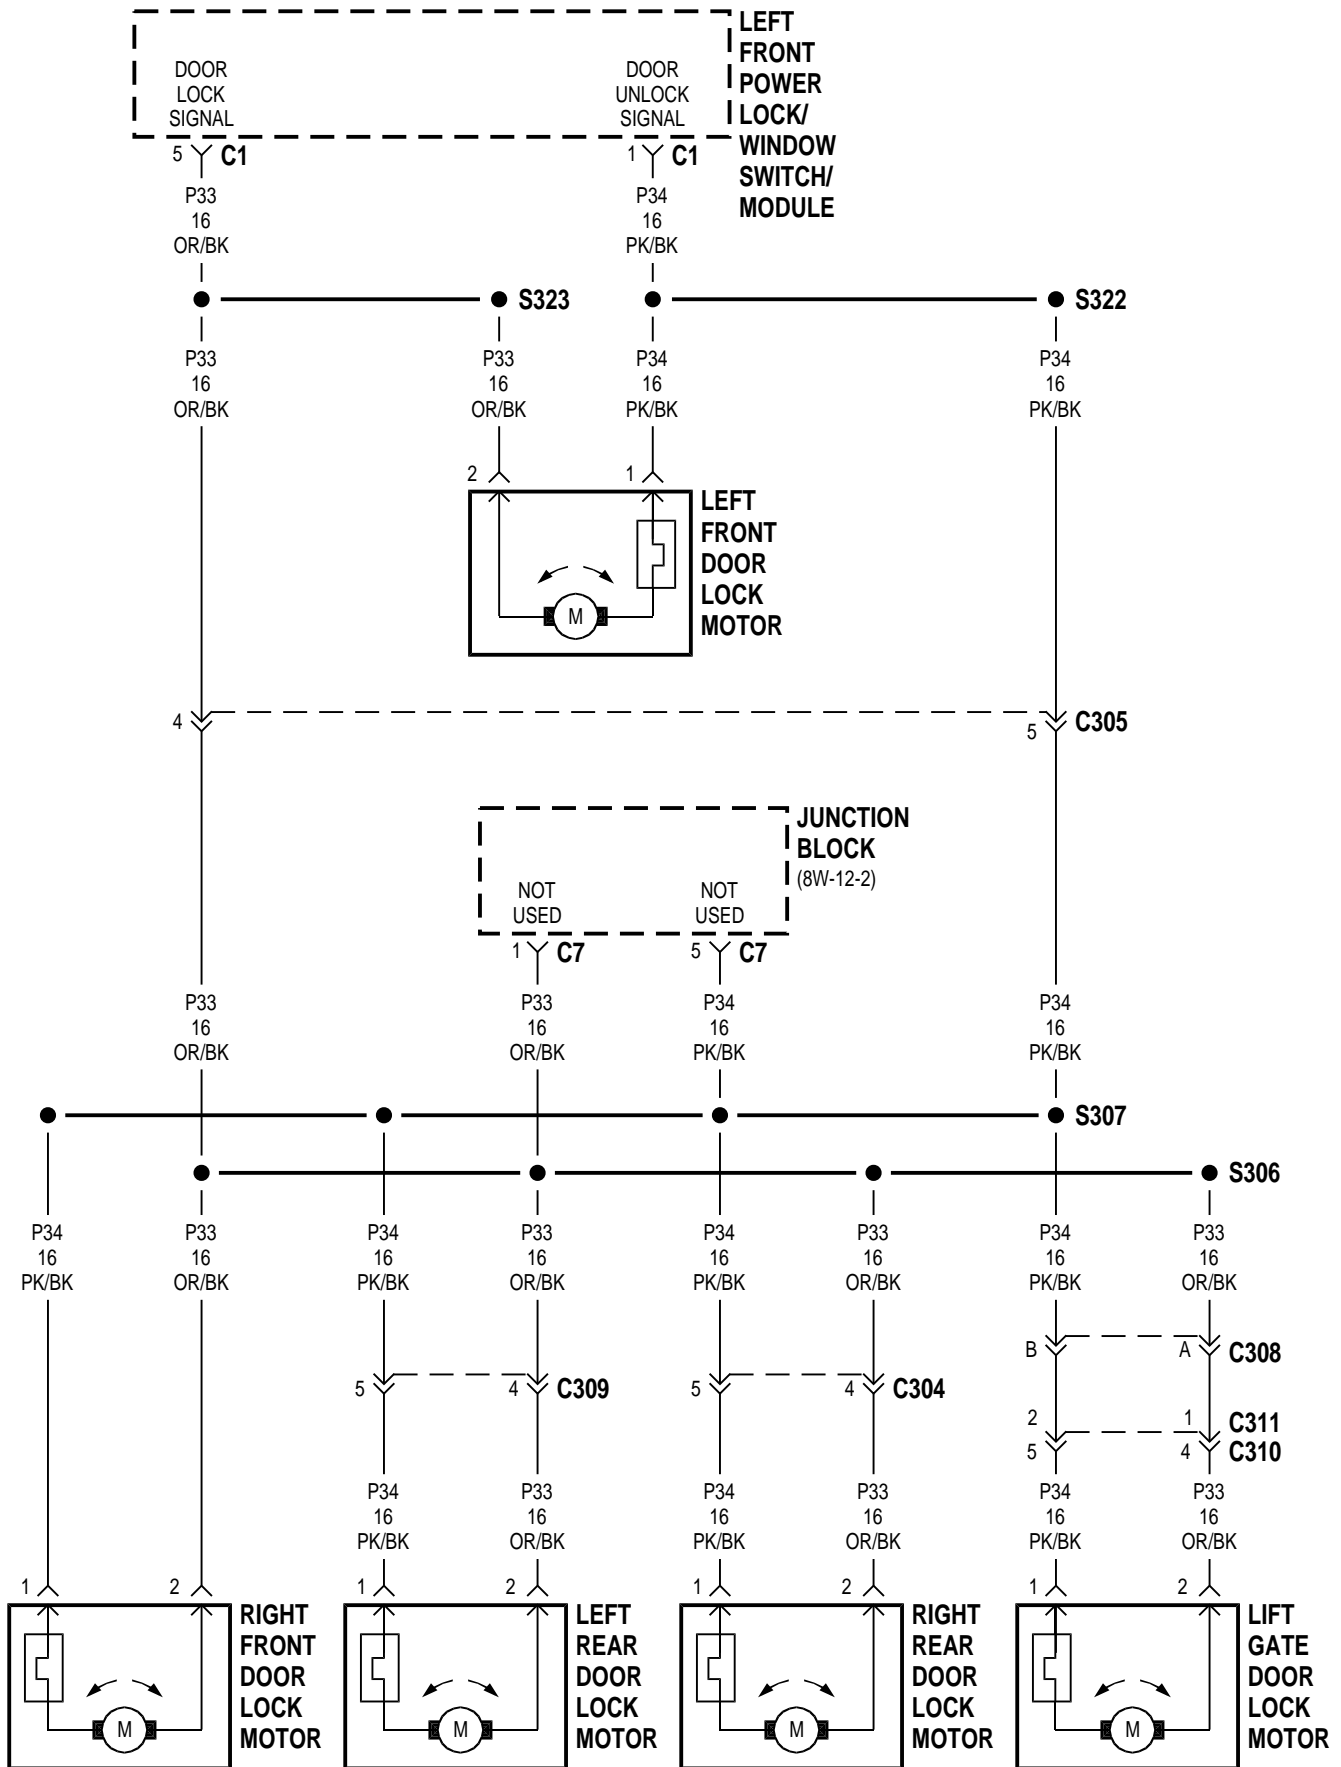 LEFT
FRONT
POWER
LOCK/
WINDOW
SWITCH/
MODULE
DOOR
LOCK
SIGNAL
DOOR
UNLOCK
SIGNAL
5 C1
1 C1
P33
16
OR/BK
P34
16
PK/BK
S323
S322
P33
16
OR/BK
P33
16
OR/BK
P34
16
PK/BK
P34
16
PK/BK
2
1
LEFT
FRONT
DOOR
LOCK
MOTOR
M
4
5
C305
JUNCTION
BLOCK
(8W-12-2)
NOT
USED
NOT
USED
1 C7
5 C7
P33
16
OR/BK
P33
16
OR/BK
P34
16
PK/BK
P34
16
PK/BK
S307
S306
P34
16
PK/BK
P33
16
OR/BK
P34
16
PK/BK
P33
16
OR/BK
P34
16
PK/BK
P33
16
OR/BK
P34
16
PK/BK
P33
16
OR/BK
B
A
C308
5
4 C309
5
4 C304
2
1
C311
5
4
C310
P34
16
PK/BK
P33
16
OR/BK
P34
16
PK/BK
P33
16
OR/BK
P34
16
PK/BK
P33
16
OR/BK
1
2
RIGHT
FRONT
DOOR
LOCK
MOTOR
M
1
2
LEFT
REAR
DOOR
LOCK
MOTOR
M
1
2
RIGHT
REAR
DOOR
LOCK
MOTOR
M
1
2
LIFT
GATE
DOOR
LOCK
MOTOR
M